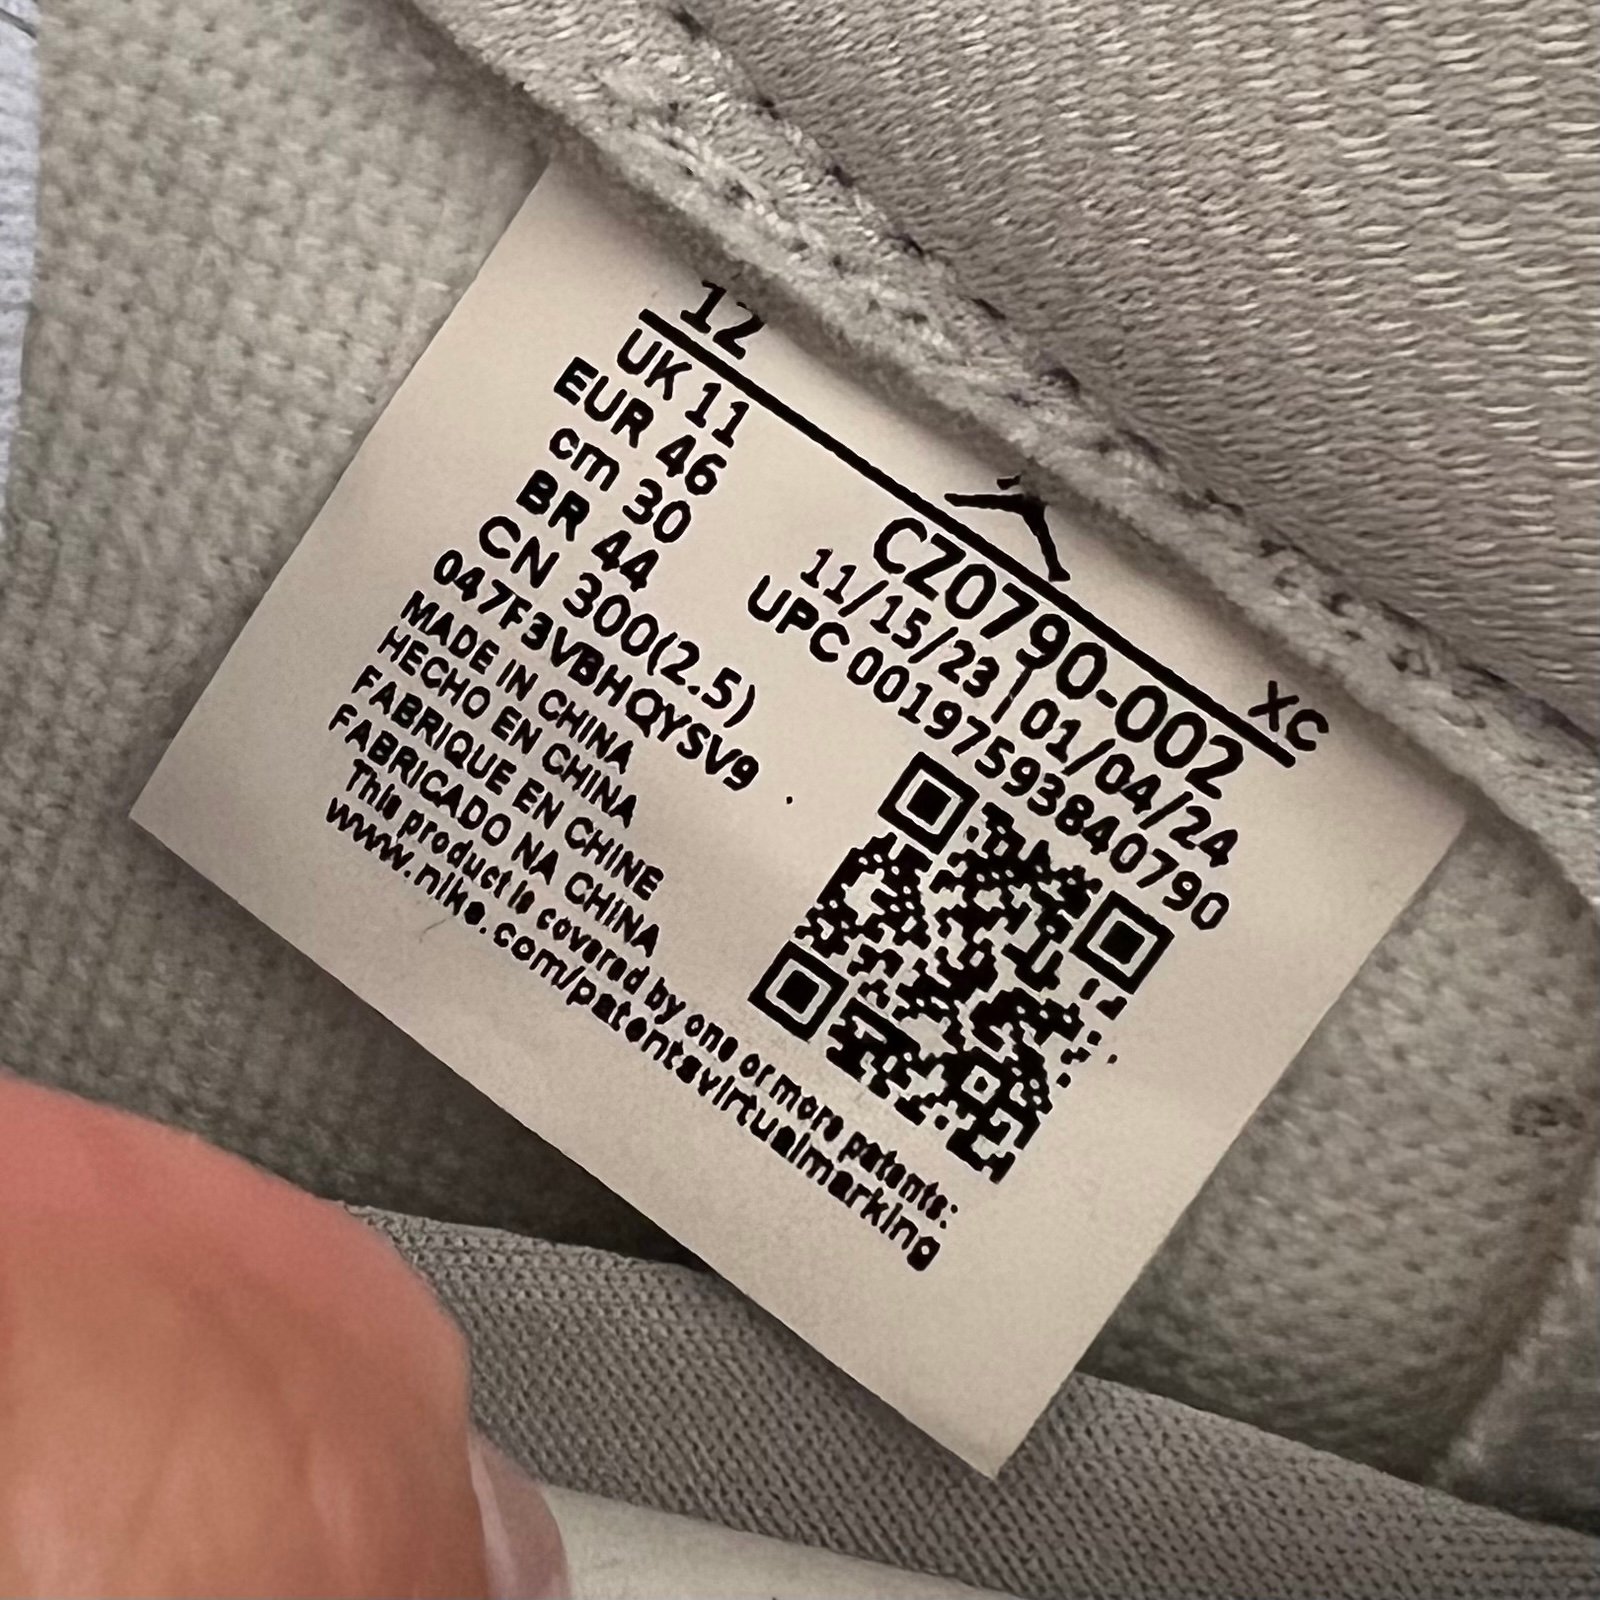 12
XC
UK 11
EUR 46
cm 30
BR 44
CN 300(2.5)
047F3VBHQYSV9
MADE IN CHINA
HECHO EN CHINA
FABRIQUE EN CHINE
FABRICADO NA CHINA
This product is covered by one or more patents:
www.nike.com/patentsvirtualmarking
CZ0790-002
11/15/23 | 01/04/24
UPC 00197593840790